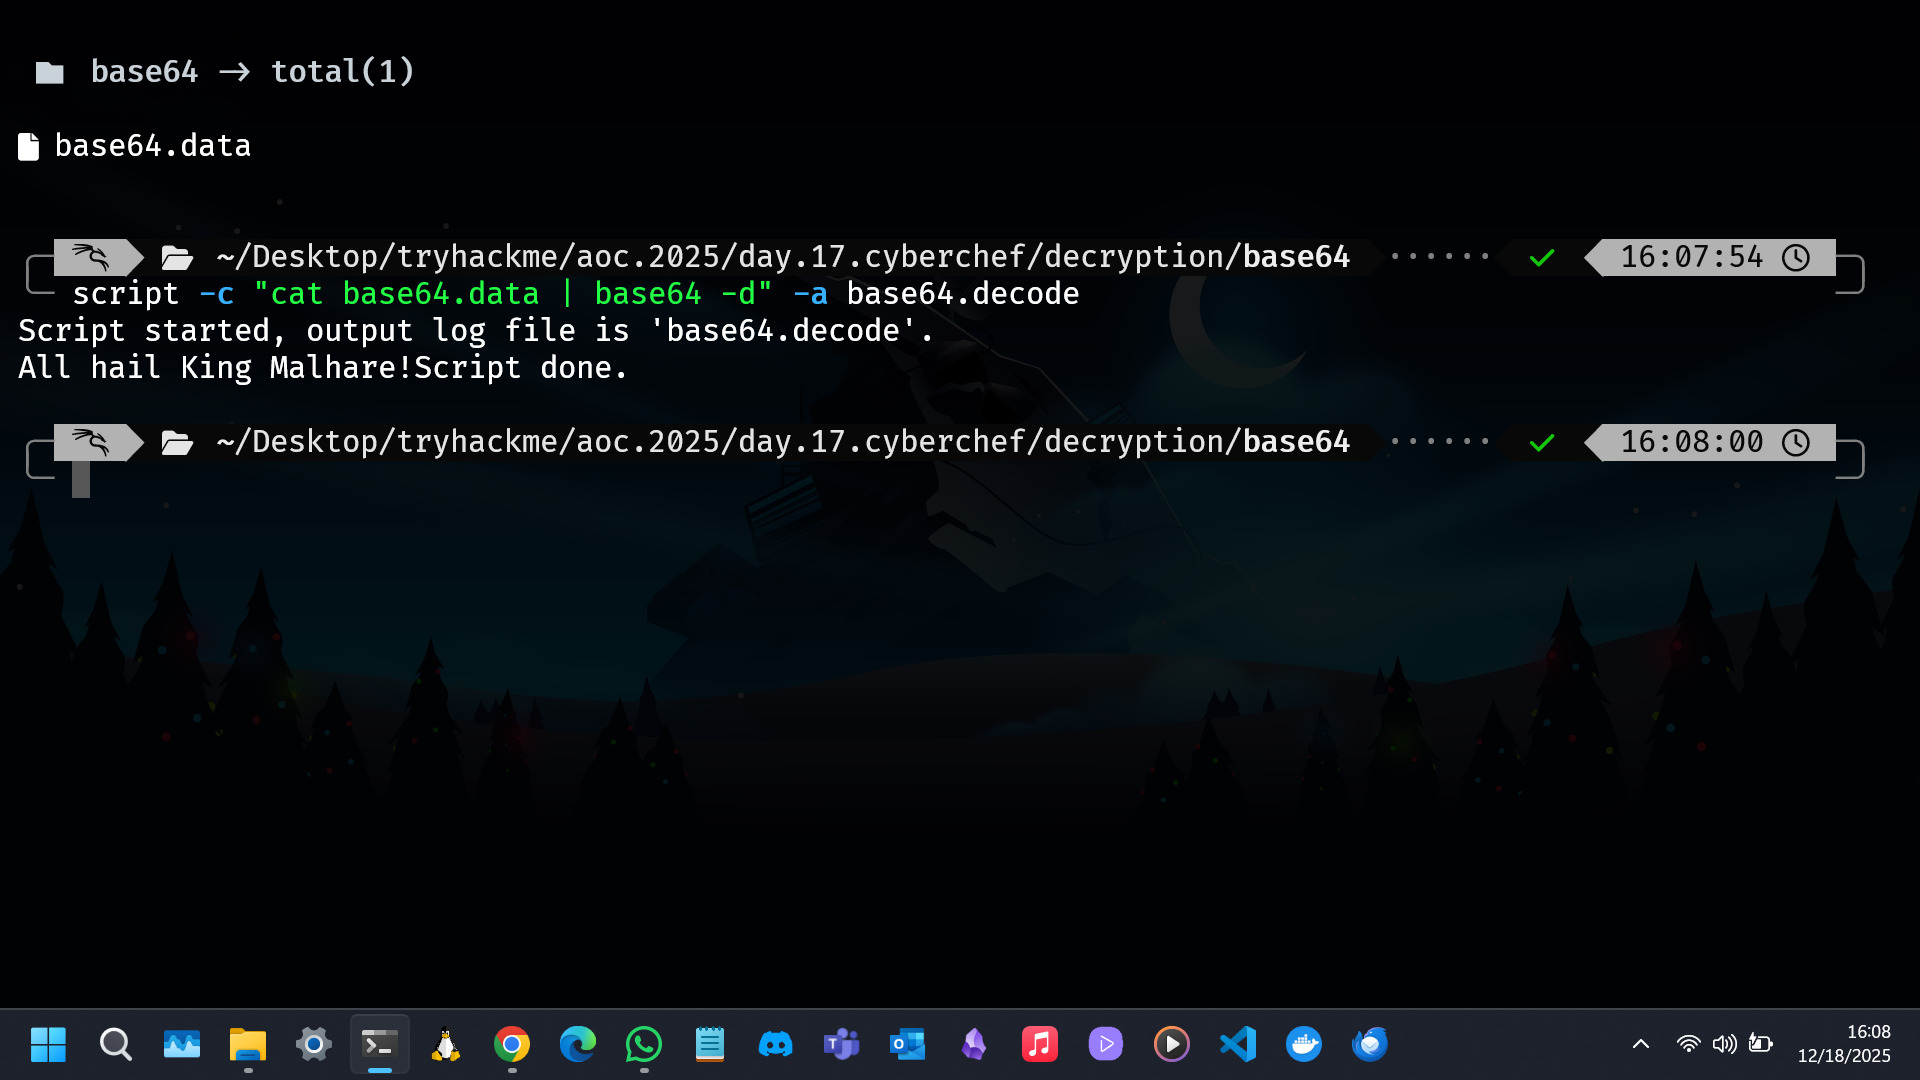 base64 → total(1)
base64.data
~/Desktop/tryhackme/aoc.2025/day.17.cyberchef/decryption/base64 ······ ✓ 16:07:54
script -c "cat base64.data | base64 -d" -a base64.decode
Script started, output log file is 'base64.decode'.
All hail King Malhare!Script done.
~/Desktop/tryhackme/aoc.2025/day.17.cyberchef/decryption/base64 ······ ✓ 16:08:00
16:08
12/18/2025